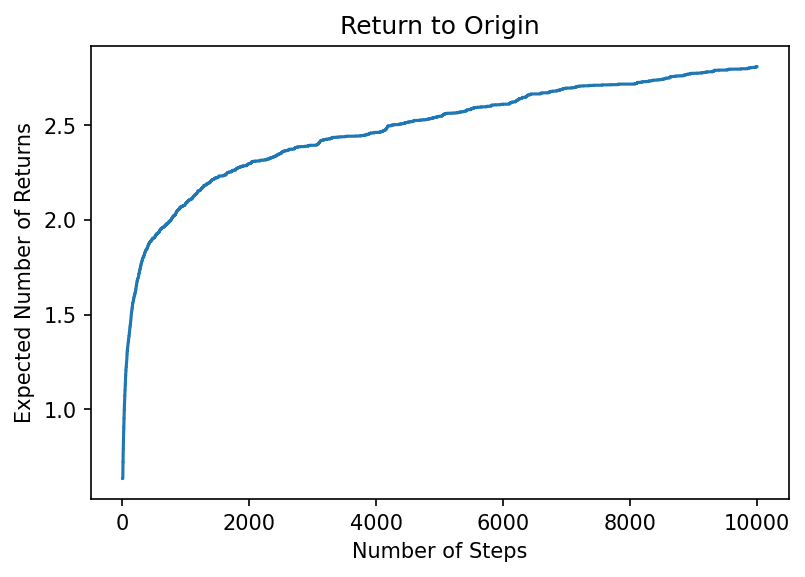 Return to Origin
Expected Number of Returns
2.5
2.0
1.5
1.0
0 2000 4000 6000 8000 10000
Number of Steps